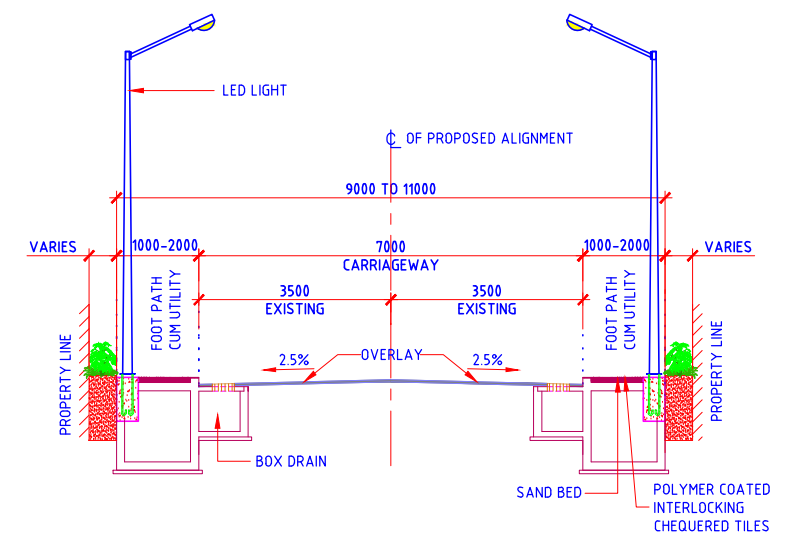 LED LIGHT
℄ OF PROPOSED ALIGNMENT
9000 TO 11000
VARIES
1000-2000
7000
CARRIAGEWAY
1000-2000
VARIES
3500
EXISTING
3500
EXISTING
FOOT PATH
CUM UTILITY
FOOT PATH
CUM UTILITY
PROPERTY LINE
PROPERTY LINE
2.5%
OVERLAY
2.5%
BOX DRAIN
SAND BED
POLYMER COATED
INTERLOCKING
CHEQUERED TILES